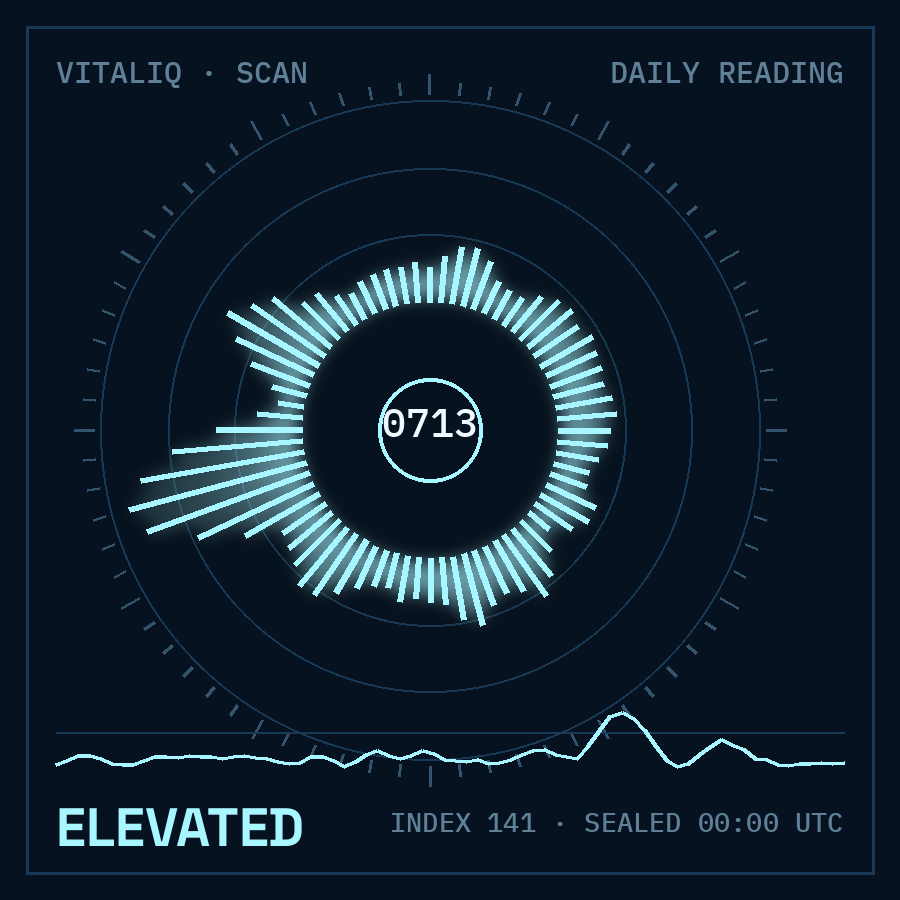 VITALIQ · SCAN
DAILY READING
0713
ELEVATED
INDEX 141 · SEALED 00:00 UTC